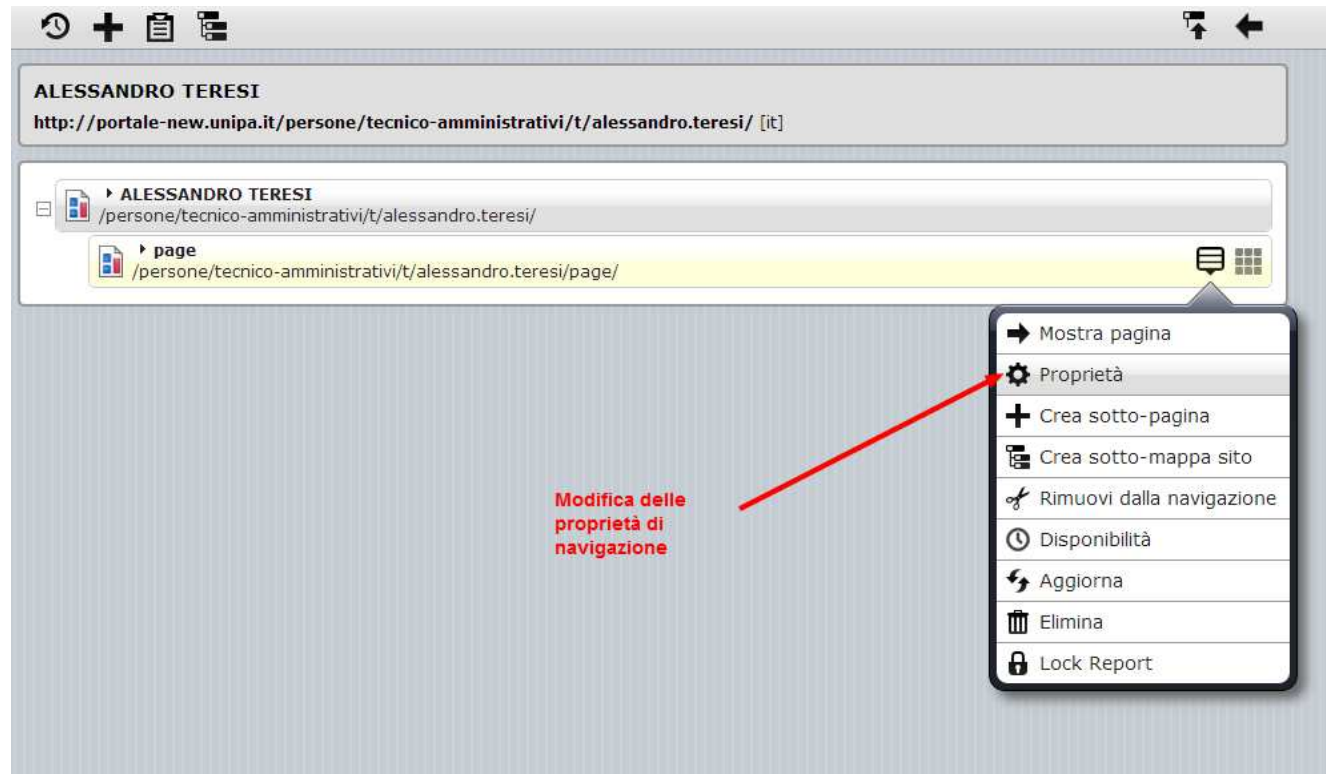 ALESSANDRO TERESI
http://portale-new.unipa.it/persone/tecnico-amministrativi/t/alessandro.teresi/ [it]
ALESSANDRO TERESI
/persone/tecnico-amministrativi/t/alessandro.teresi/
page
/persone/tecnico-amministrativi/t/alessandro.teresi/page/
Mostra pagina
Proprietà
Crea sotto-pagina
Crea sotto-mappa sito
Rimuovi dalla navigazione
Disponibilità
Aggiorna
Elimina
Lock Report
Modifica delle
proprietà di
navigazione